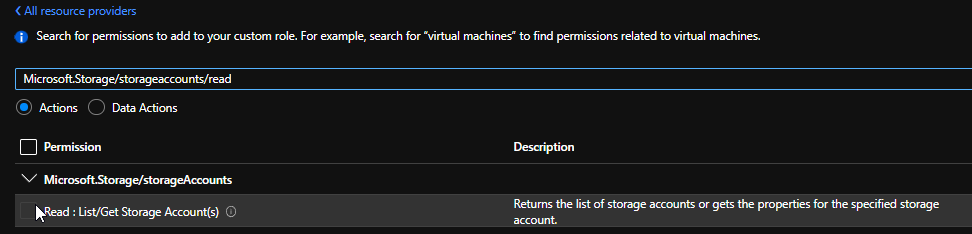 All resource providers
Search for permissions to add to your custom role. For example, search for “virtual machines” to find permissions related to virtual machines.
Microsoft.Storage/storageaccounts/read
Actions Data Actions
Permission Description
Microsoft.Storage/storageAccounts
Read : List/Get Storage Account(s) Returns the list of storage accounts or gets the properties for the specified storage
account.